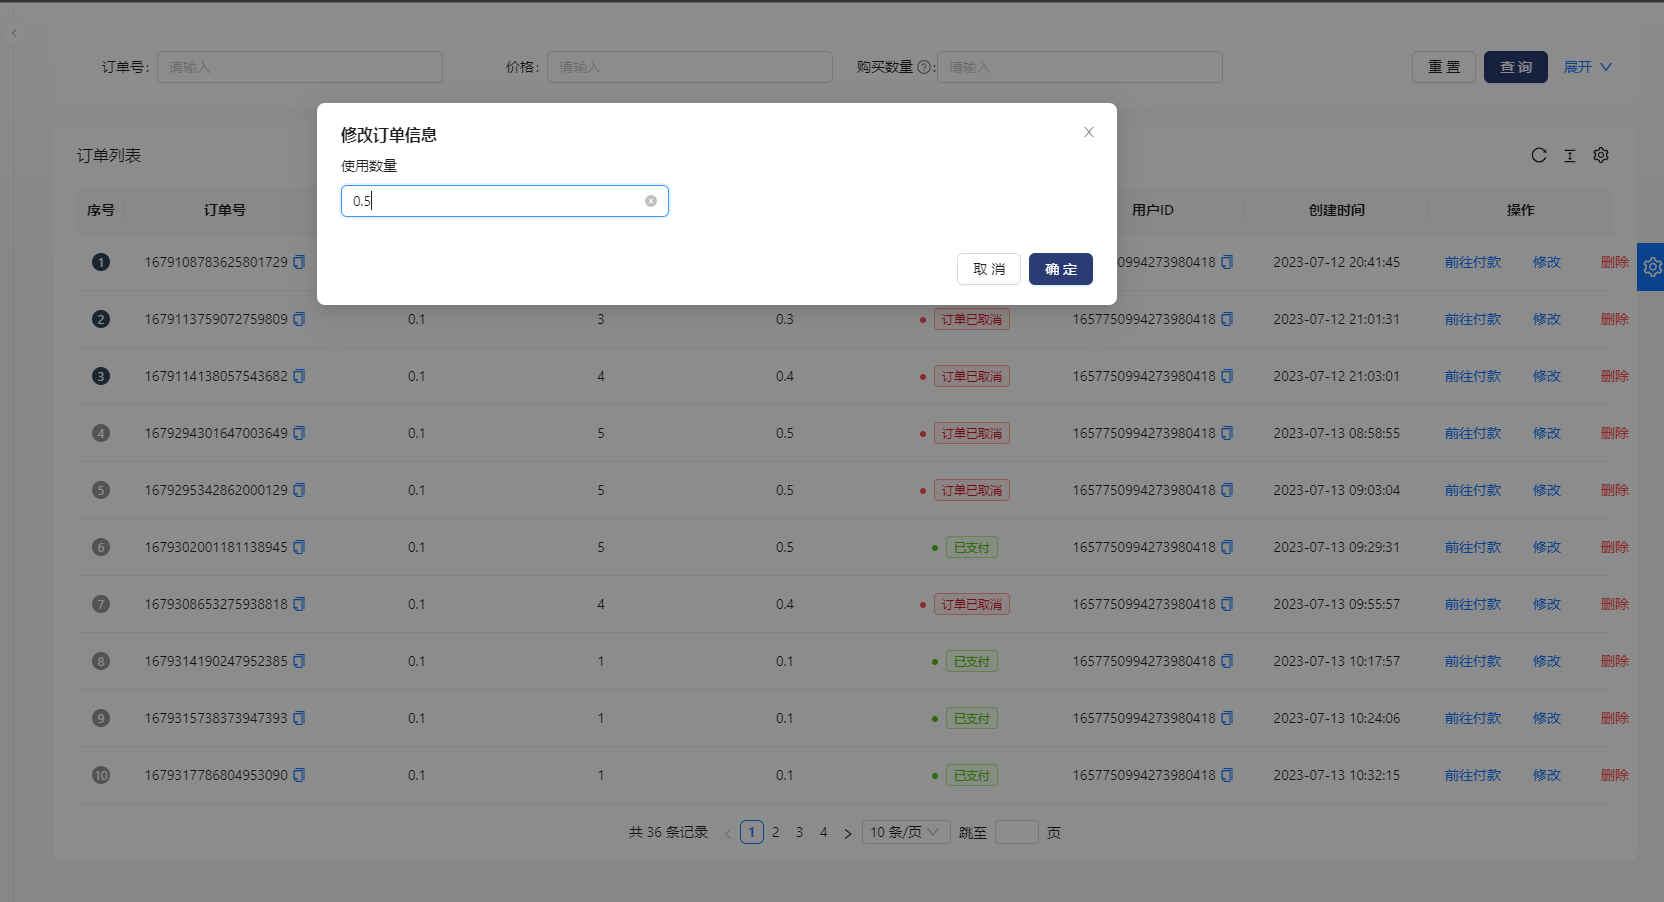 订单号: 请输入 价格: 请输入 购买数量 : 请输入 重 置 查 询 展开
修改订单信息
使用数量
0.5
取 消 确 定
订单列表
序号 订单号 用户ID 创建时间 操作
1 1679108783625801729 0994273980418 2023-07-12 20:41:45 前往付款 修改 删除
2 1679113759072759809 0.1 3 0.3 订单已取消 1657750994273980418 2023-07-12 21:01:31 前往付款 修改 删除
3 1679114138057543682 0.1 4 0.4 订单已取消 1657750994273980418 2023-07-12 21:03:01 前往付款 修改 删除
4 1679294301647003649 0.1 5 0.5 订单已取消 1657750994273980418 2023-07-13 08:58:55 前往付款 修改 删除
5 1679295342862000129 0.1 5 0.5 订单已取消 1657750994273980418 2023-07-13 09:03:04 前往付款 修改 删除
6 1679302001181138945 0.1 5 0.5 已支付 1657750994273980418 2023-07-13 09:29:31 前往付款 修改 删除
7 1679308653275938818 0.1 4 0.4 订单已取消 1657750994273980418 2023-07-13 09:55:57 前往付款 修改 删除
8 1679314190247952385 0.1 1 0.1 已支付 1657750994273980418 2023-07-13 10:17:57 前往付款 修改 删除
9 1679315738373947393 0.1 1 0.1 已支付 1657750994273980418 2023-07-13 10:24:06 前往付款 修改 删除
10 1679317786804953090 0.1 1 0.1 已支付 1657750994273980418 2023-07-13 10:32:15 前往付款 修改 删除
共 36 条记录 < 1 2 3 4 > 10 条/页 跳至 页